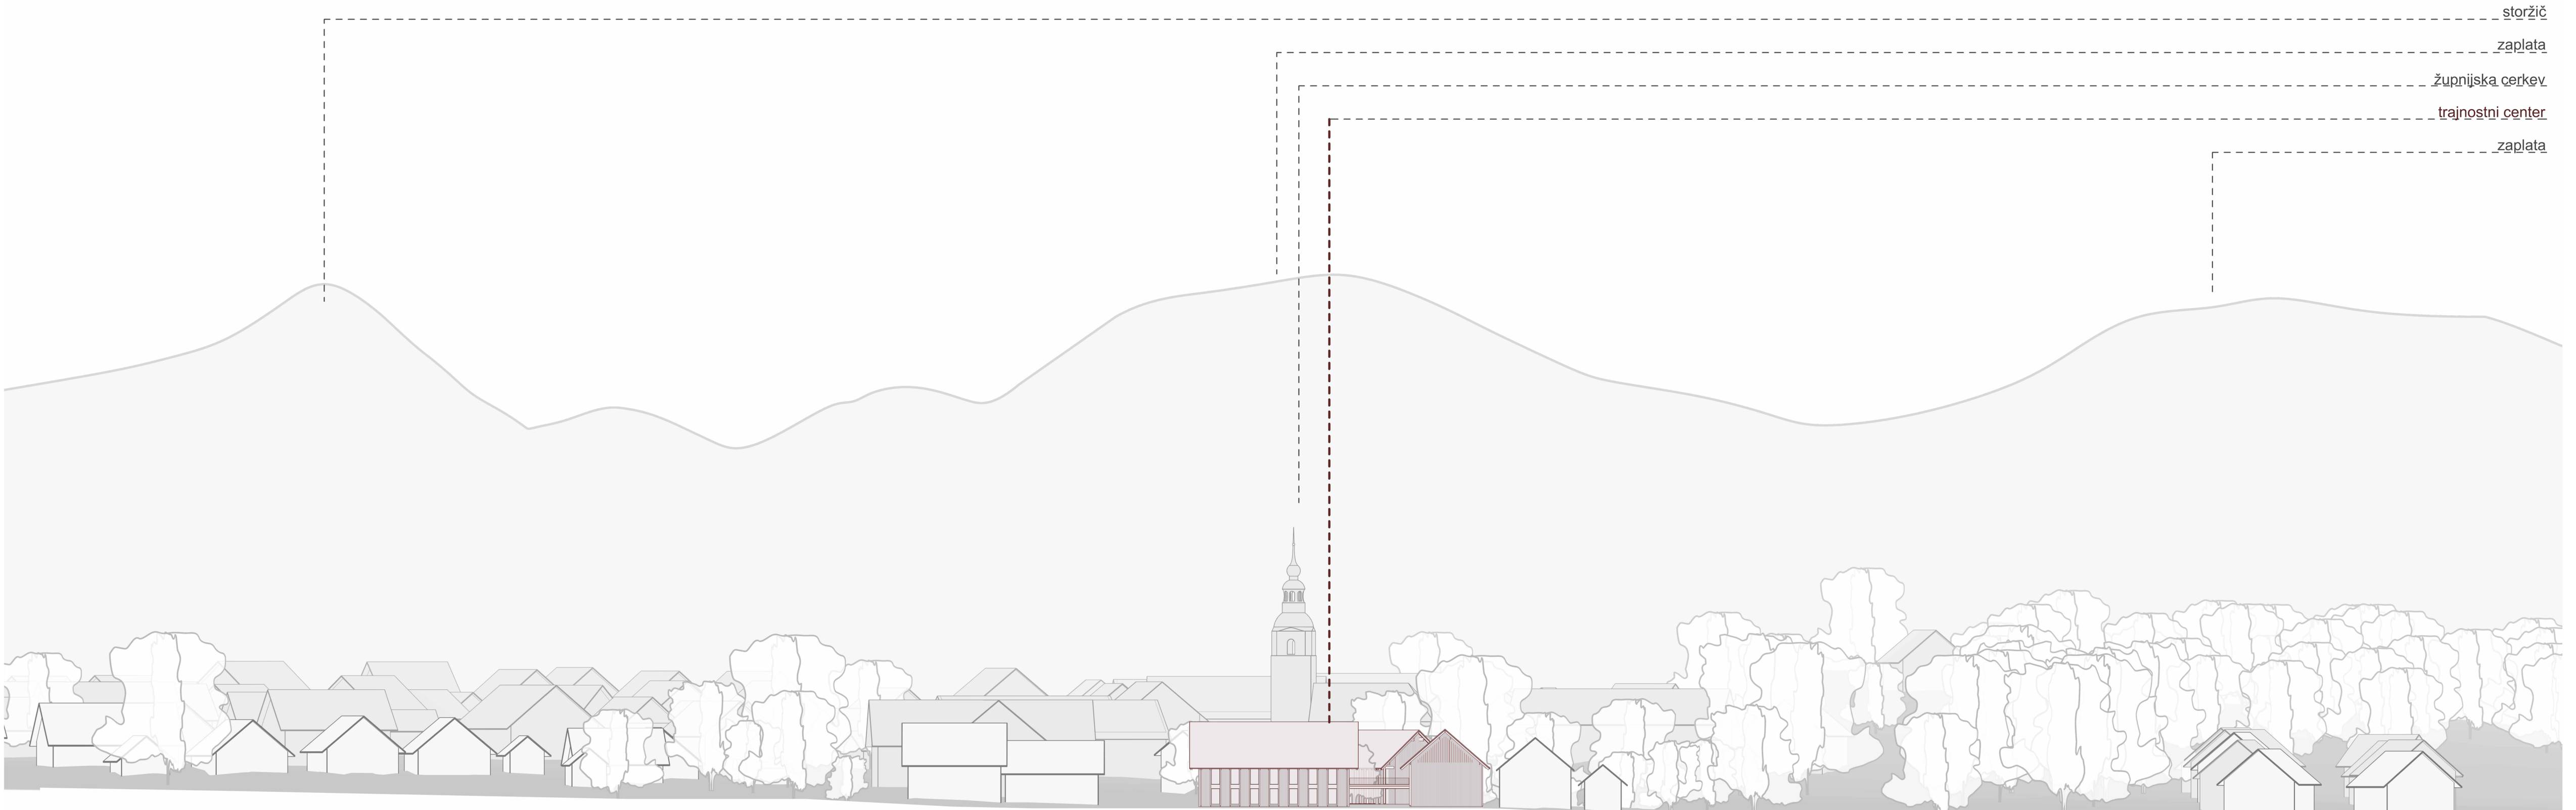 storžič
zaplata
župnijska cerkev
trajnostni center
zaplata